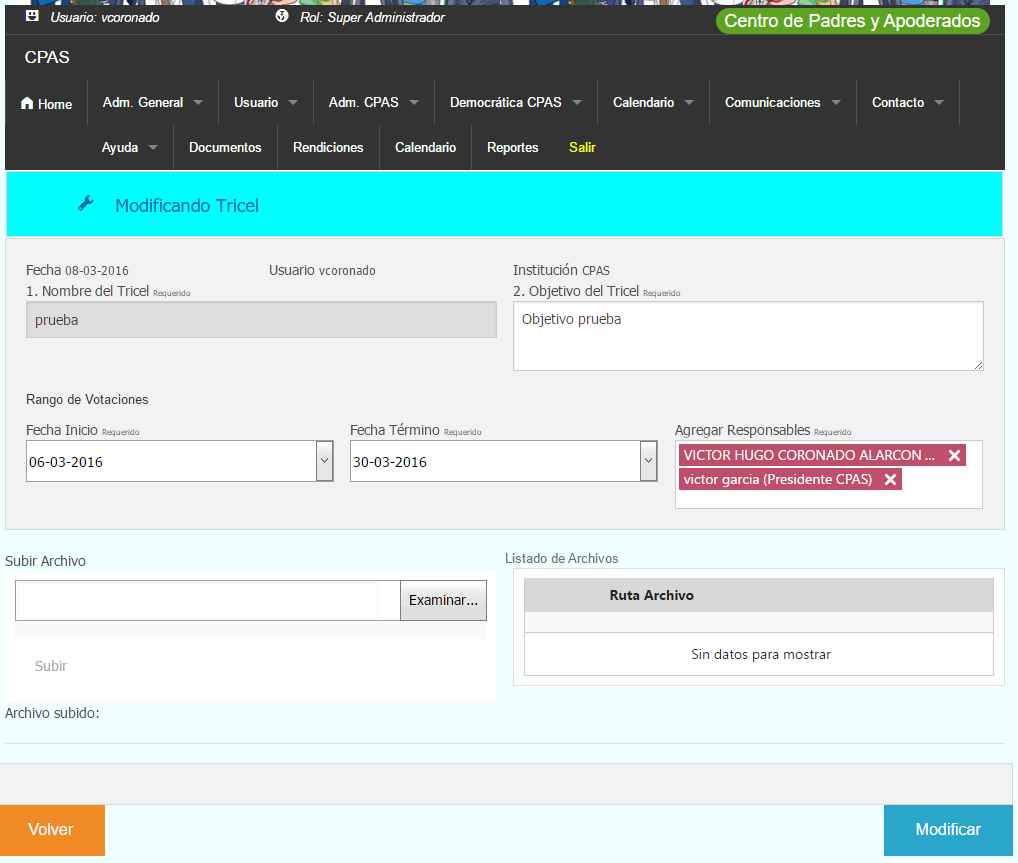 Usuario: vcoronado Rol: Super Administrador Centro de Padres y Apoderados
CPAS
Home Adm. General Usuario Adm. CPAS Democrática CPAS Calendario Comunicaciones Contacto
Ayuda Documentos Rendiciones Calendario Reportes Salir
Modificando Tricel
Fecha 08-03-2016 Usuario vcoronado Institución CPAS
1. Nombre del Tricel Requerido 2. Objetivo del Tricel Requerido
prueba Objetivo prueba
Rango de Votaciones
Fecha Inicio Requerido Fecha Término Requerido Agregar Responsables Requerido
06-03-2016 30-03-2016 VICTOR HUGO CORONADO ALARCON ...
victor garcia (Presidente CPAS)
Subir Archivo Listado de Archivos
Examinar... Ruta Archivo
Sin datos para mostrar
Subir
Archivo subido:
Volver Modificar